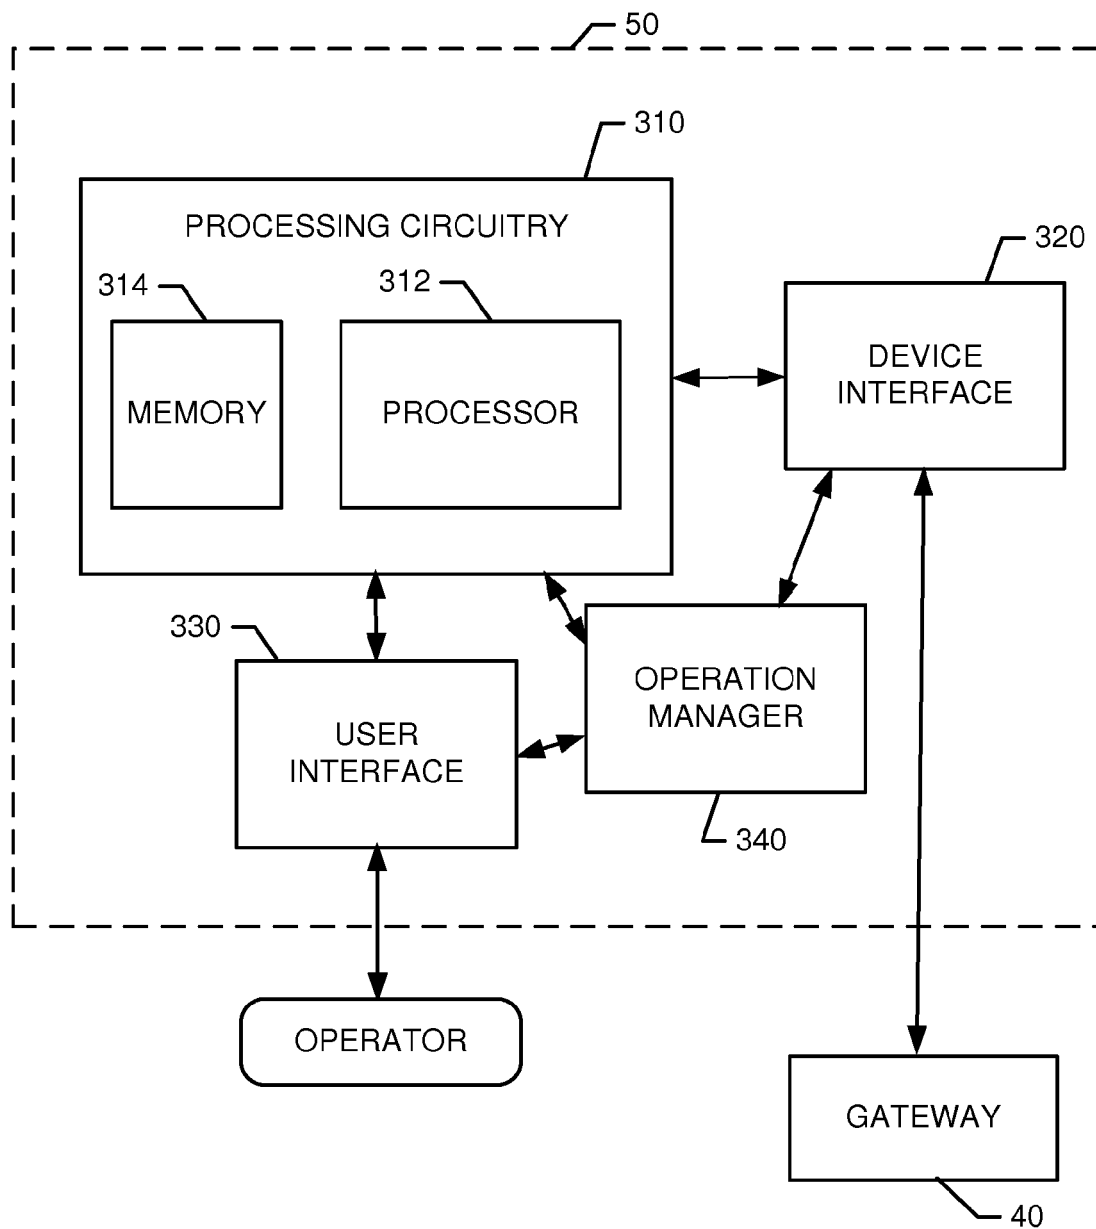 50
310
PROCESSING CIRCUITRY
320
314
312
DEVICE
INTERFACE
MEMORY
PROCESSOR
330
OPERATION
MANAGER
USER
INTERFACE
340
OPERATOR
GATEWAY
40